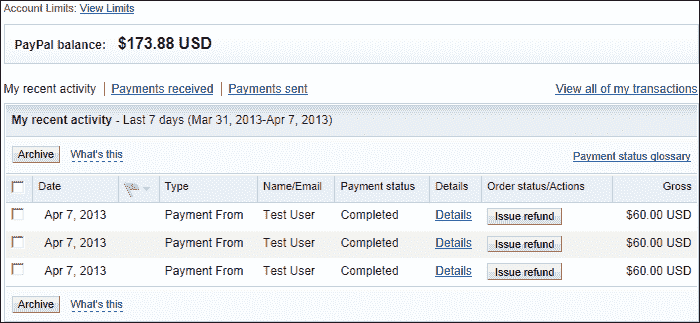 Account Limits: View Limits
PayPal balance: $173.88 USD
My recent activity | Payments received | Payments sent View all of my transactions
My recent activity - Last 7 days (Mar 31, 2013-Apr 7, 2013)
Archive What's this Payment status glossary
Date Type Name/Email Payment status Details Order status/Actions Gross
Apr 7, 2013 Payment From Test User Completed Details Issue refund $60.00 USD
Apr 7, 2013 Payment From Test User Completed Details Issue refund $60.00 USD
Apr 7, 2013 Payment From Test User Completed Details Issue refund $60.00 USD
Archive What's this